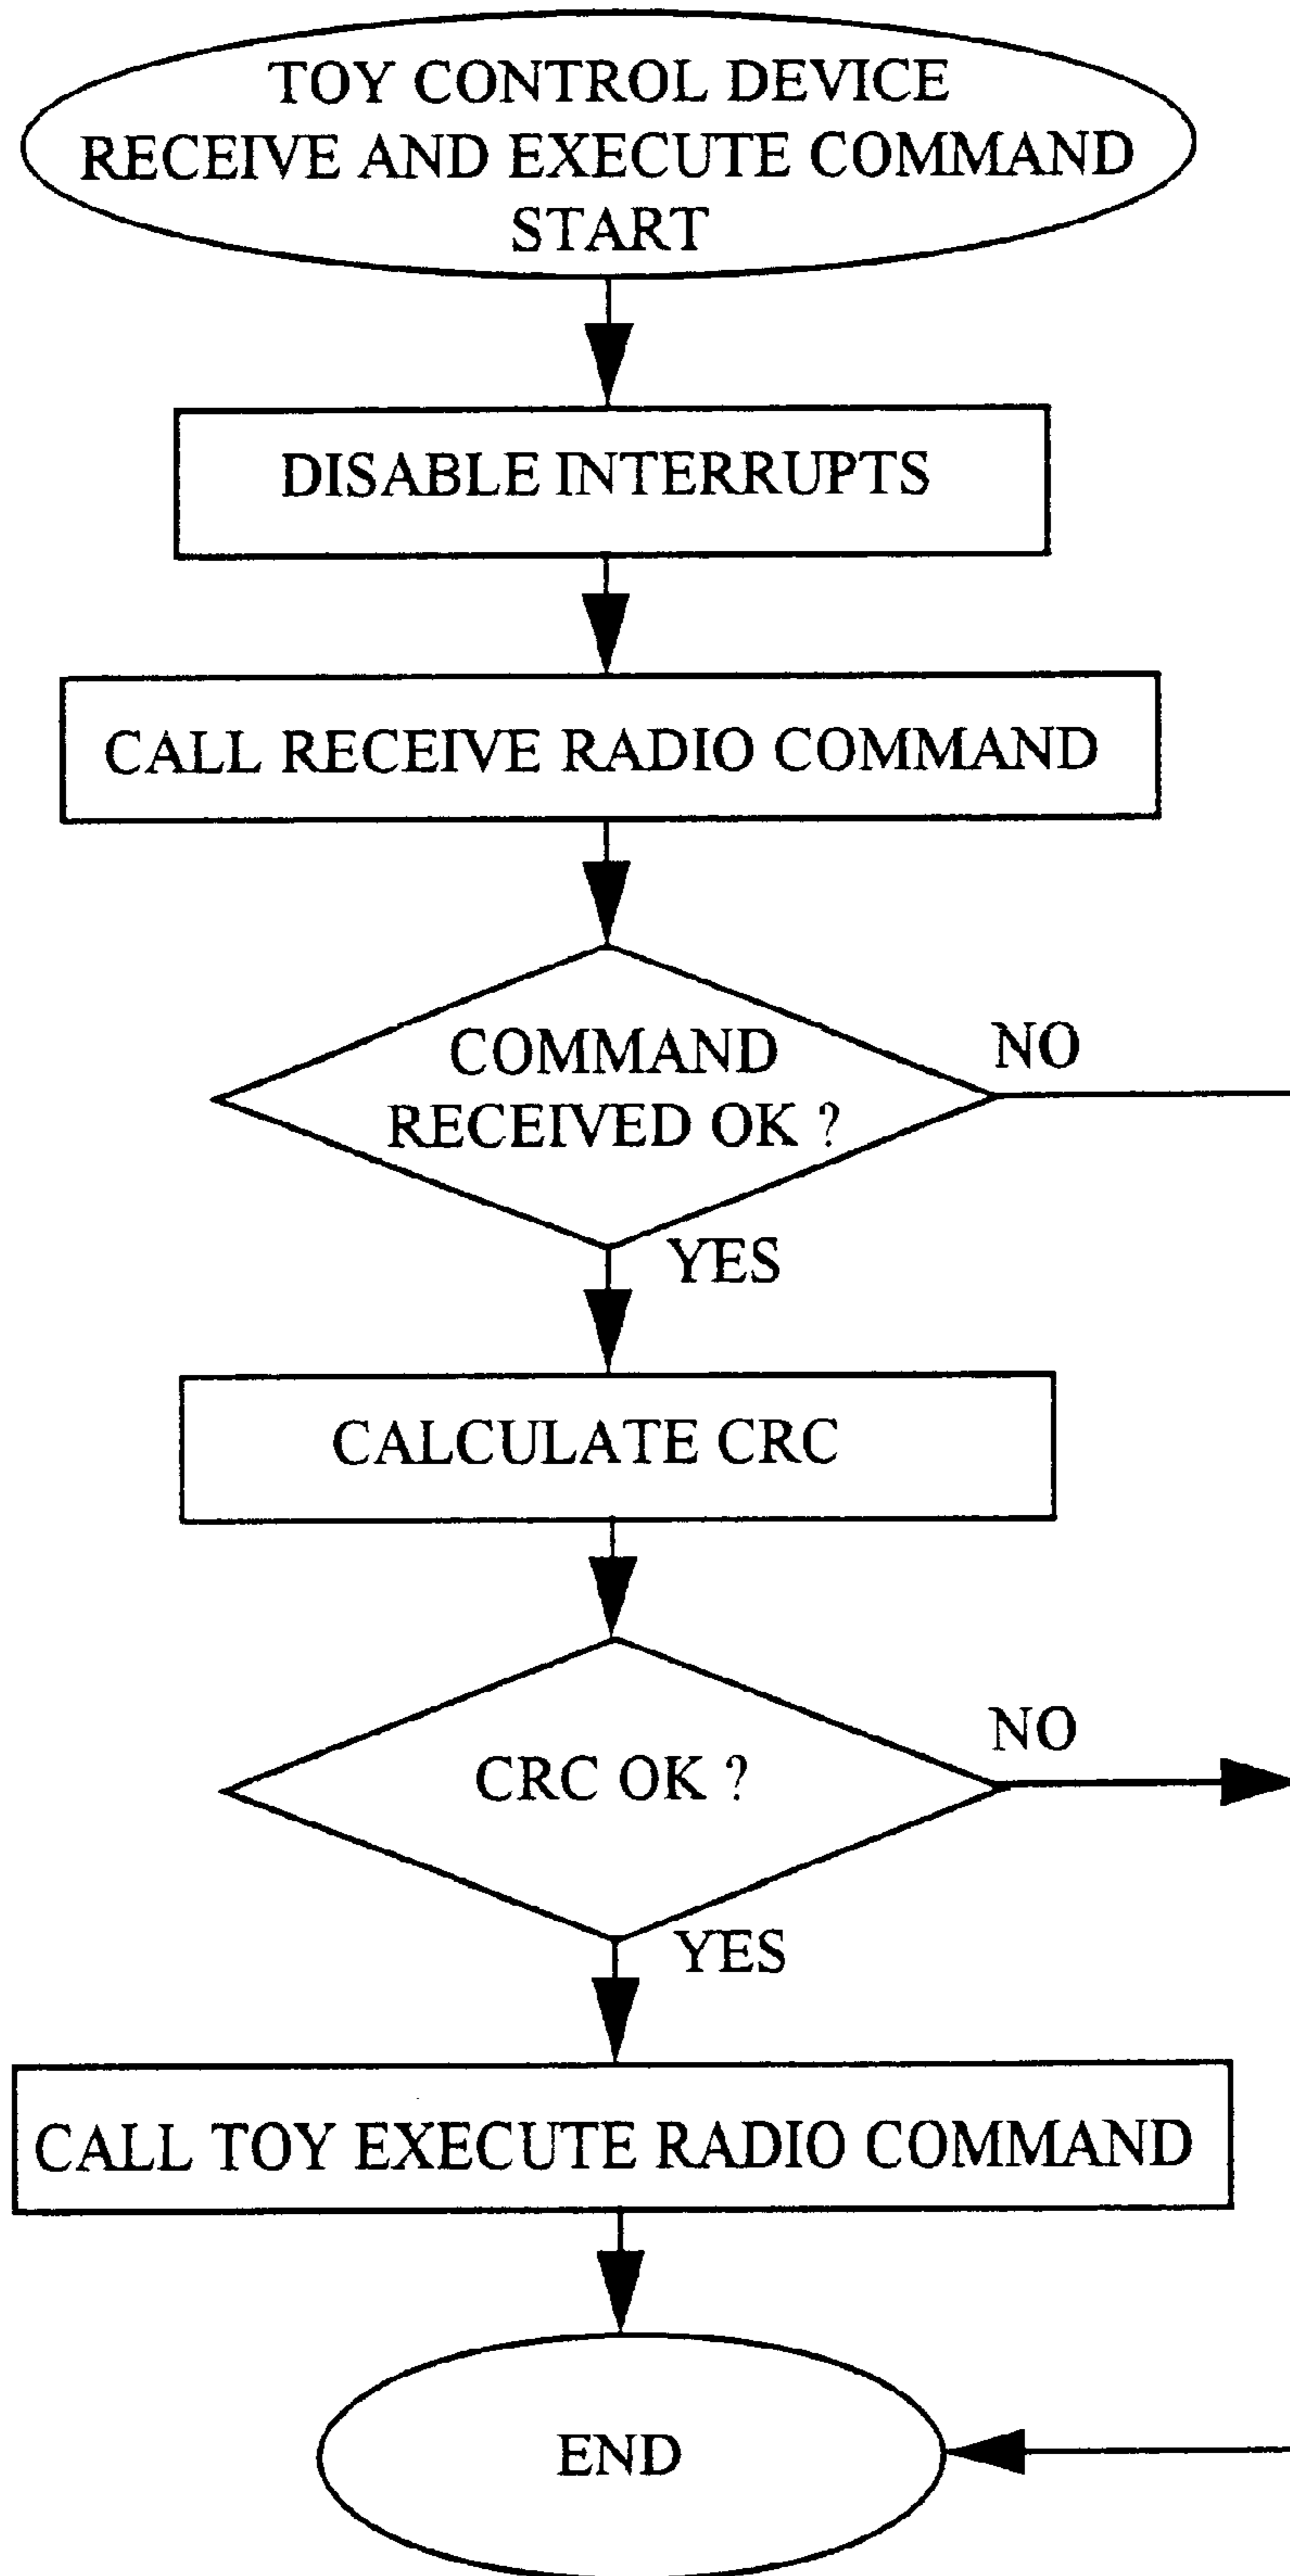 TOY CONTROL DEVICE
RECEIVE AND EXECUTE COMMAND
START
DISABLE INTERRUPTS
CALL RECEIVE RADIO COMMAND
COMMAND
RECEIVED OK ?
NO
YES
CALCULATE CRC
CRC OK ?
NO
YES
CALL TOY EXECUTE RADIO COMMAND
END